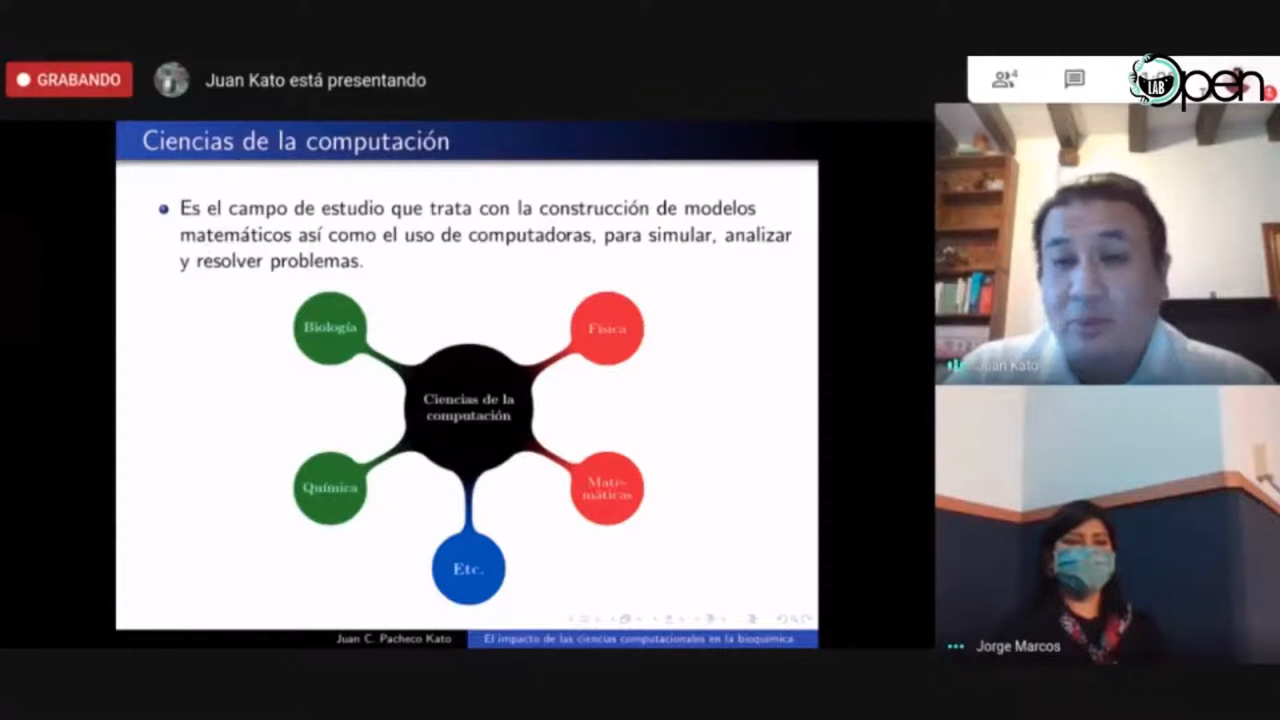 GRABANDO
Juan Kato está presentando
4
LAB
Open
Ciencias de la computación
Es el campo de estudio que trata con la construcción de modelos
matemáticos así como el uso de computadoras, para simular, analizar
y resolver problemas.
Biología
Física
Ciencias de la
computación
Química
Mate-
máticas
Etc.
Juan C. Pacheco Kato
El impacto de las ciencias computacionales en la bioquímica
Juan Kato
Jorge Marcos